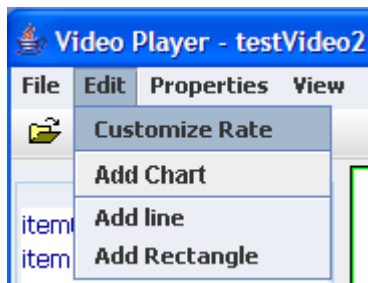 Video Player - testVideo2
File Edit Properties View
Customize Rate
Add Chart
Add line
Add Rectangle
item
item